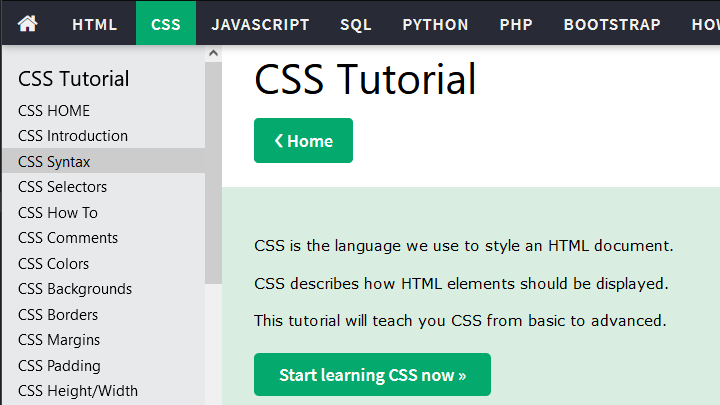 HTML CSS JAVASCRIPT SQL PYTHON PHP BOOTSTRAP
CSS Tutorial
CSS HOME
CSS Introduction
CSS Syntax
CSS Selectors
CSS How To
CSS Comments
CSS Colors
CSS Backgrounds
CSS Borders
CSS Margins
CSS Padding
CSS Height/Width
CSS Tutorial
❮ Home
CSS is the language we use to style an HTML document.
CSS describes how HTML elements should be displayed.
This tutorial will teach you CSS from basic to advanced.
Start learning CSS now »